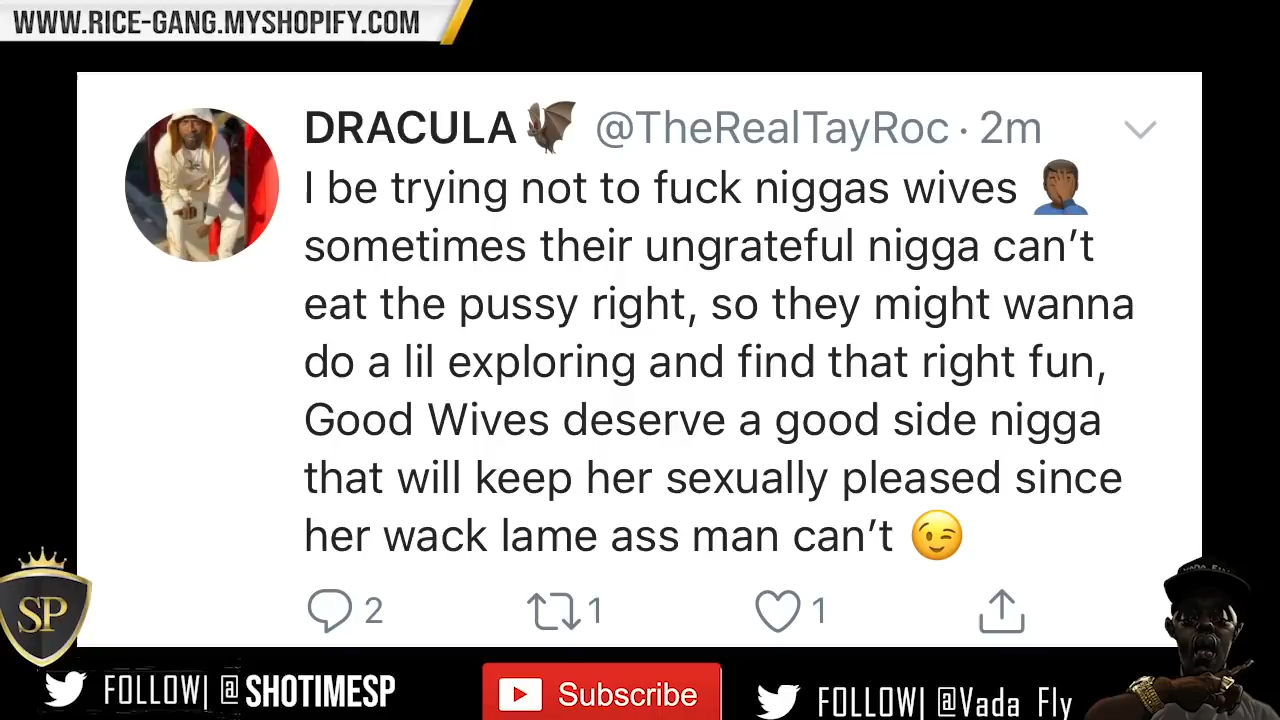 WWW.RICE-GANG.MYSHOPIFY.COM
DRACULA🦇 @TheRealTayRoc · 2m
I be trying not to fuck niggas wives 🤦🏾‍♂️
sometimes their ungrateful nigga can’t
eat the pussy right, so they might wanna
do a lil exploring and find that right fun,
Good Wives deserve a good side nigga
that will keep her sexually pleased since
her wack lame ass man can’t 😉
2 1 1
SP
FOLLOW| @SHOTIMESP
Subscribe
FOLLOW| @Vada_Fly